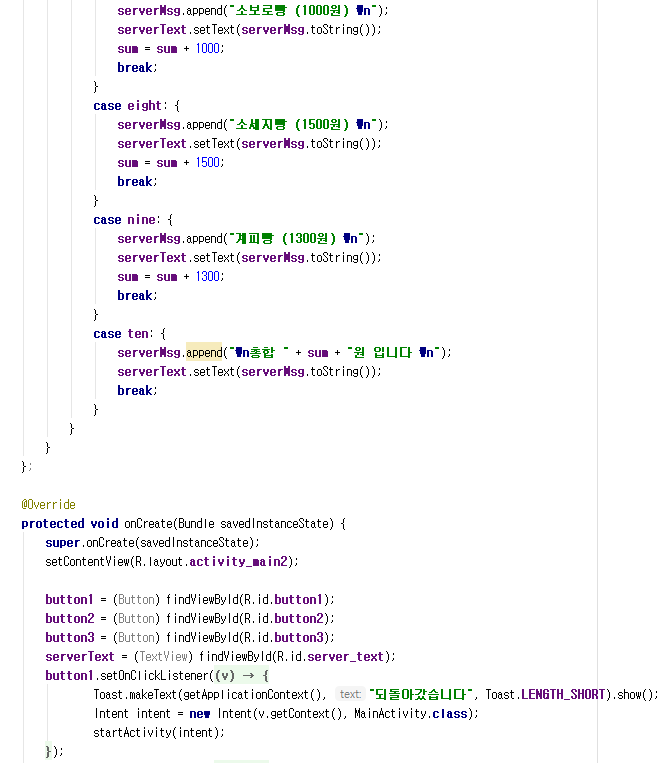 serverMsg.append("소보로빵 (1000원) ₩n");
serverText.setText(serverMsg.toString());
sum = sum + 1000;
break;
}
case eight: {
serverMsg.append("소세지빵 (1500원) ₩n");
serverText.setText(serverMsg.toString());
sum = sum + 1500;
break;
}
case nine: {
serverMsg.append("계피빵 (1300원) ₩n");
serverText.setText(serverMsg.toString());
sum = sum + 1300;
break;
}
case ten: {
serverMsg.append("₩n총합 " + sum + "원 입니다 ₩n");
serverText.setText(serverMsg.toString());
break;
}
}
}
};
@Override
protected void onCreate(Bundle savedInstanceState) {
super.onCreate(savedInstanceState);
setContentView(R.layout.activity_main2);
button1 = (Button) findViewById(R.id.button1);
button2 = (Button) findViewById(R.id.button2);
button3 = (Button) findViewById(R.id.button3);
serverText = (TextView) findViewById(R.id.server_text);
button1.setOnClickListener((v) → {
Toast.makeText(getApplicationContext(), text: "되돌아갔습니다", Toast.LENGTH_SHORT).show();
Intent intent = new Intent(v.getContext(), MainActivity.class);
startActivity(intent);
});